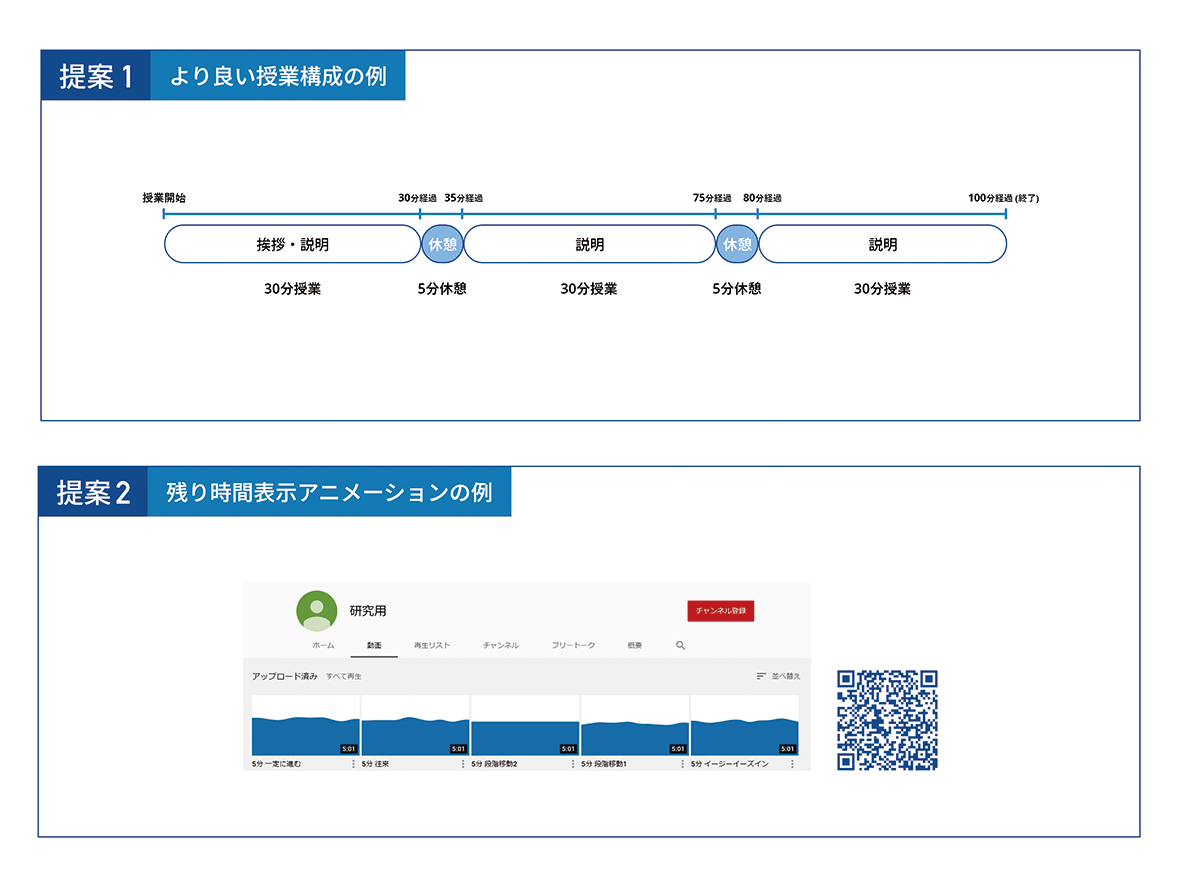 提案1 より良い授業構成の例
授業開始 30分経過 35分経過 75分経過 80分経過 100分経過 (終了)
挨拶・説明 休憩 説明 休憩 説明
30分授業 5分休憩 30分授業 5分休憩 30分授業
提案2 残り時間表示アニメーションの例
研究用 チャンネル登録
ホーム 動画 再生リスト チャンネル フリートーク 概要
アップロード済み すべて再生 並べ替え
5:01 5:01 5:01 5:01 5:01
5分 一定に進む 5分 往来 5分 段階移動2 5分 段階移動1 5分 イージーイーズイン